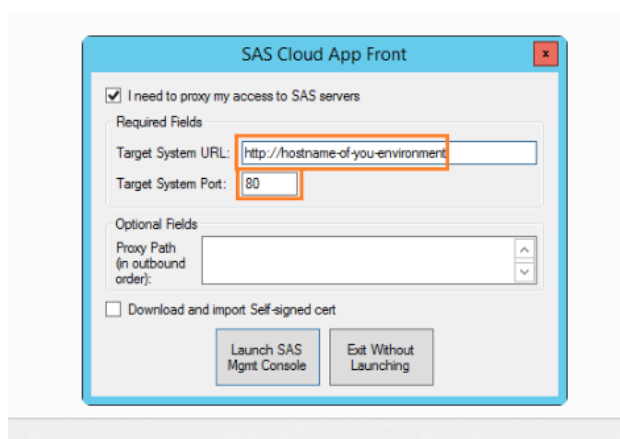 SAS Cloud App Front
x
I need to proxy my access to SAS servers
Required Fields
Target System URL: http://hostname-of-you-environment
Target System Port: 80
Optional Fields
Proxy Path
(in outbound
order):
Download and import Self-signed cert
Launch SAS Exit Without
Mgmt Console Launching